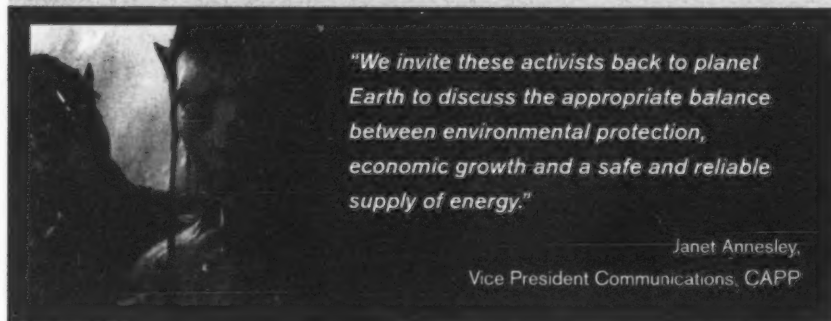 "We invite these activists back to planet
Earth to discuss the appropriate balance
between environmental protection,
economic growth and a safe and reliable
supply of energy."
Janet Annesley,
Vice President Communications, CAPP